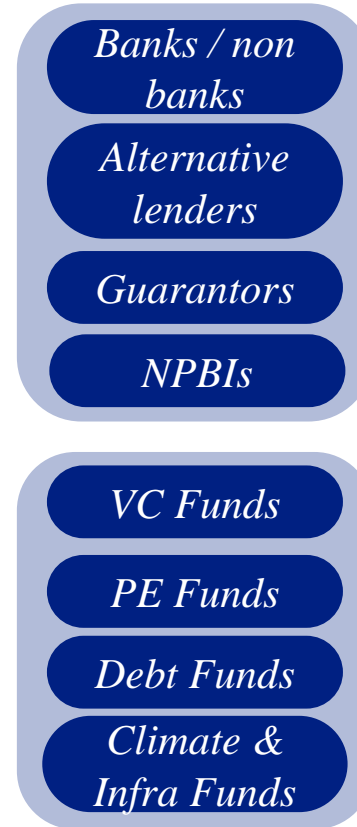 Banks / non
banks
Alternative
lenders
Guarantors
NPBIs
VC Funds
PE Funds
Debt Funds
Climate &
Infra Funds